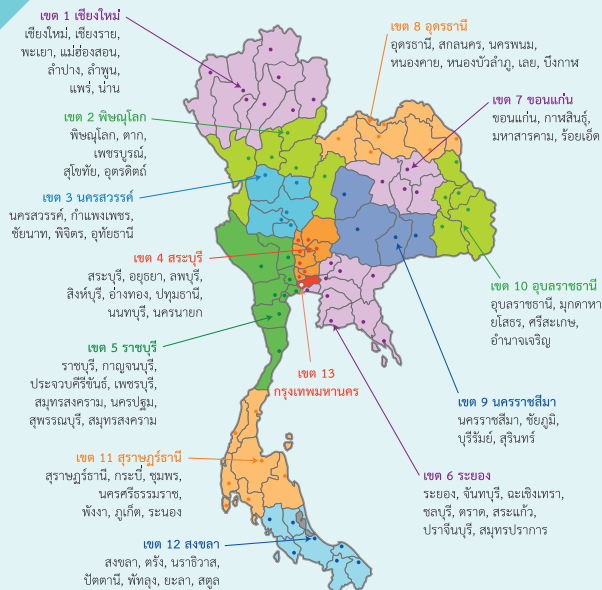 เขต 1 เชียงใหม่
เชียงใหม่, เชียงราย,
พะเยา, แม่ฮ่องสอน,
ลำปาง, ลำพูน,
แพร่, น่าน
เขต 2 พิษณุโลก
พิษณุโลก, ตาก,
เพชรบูรณ์,
สุโขทัย, อุตรดิตถ์
เขต 3 นครสวรรค์
นครสวรรค์, กำแพงเพชร,
ชัยนาท, พิจิตร, อุทัยธานี
เขต 4 สระบุรี
สระบุรี, อยุธยา, ลพบุรี,
สิงห์บุรี, อ่างทอง, ปทุมธานี,
นนทบุรี, นครนายก
เขต 5 ราชบุรี
ราชบุรี, กาญจนบุรี,
ประจวบคีรีขันธ์, เพชรบุรี,
สมุทรสงคราม, นครปฐม,
สุพรรณบุรี, สมุทรสงคราม
เขต 13
กรุงเทพมหานคร
เขต 11 สุราษฎร์ธานี
สุราษฎร์ธานี, กระบี่, ชุมพร,
นครศรีธรรมราช,
พังงา, ภูเก็ต, ระนอง
เขต 12 สงขลา
สงขลา, ตรัง, นราธิวาส,
ปัตตานี, พัทลุง, ยะลา, สตูล
เขต 8 อุดรธานี
อุดรธานี, สกลนคร, นครพนม,
หนองคาย, หนองบัวลำภู, เลย, บึงกาฬ
เขต 7 ขอนแก่น
ขอนแก่น, กาฬสินธุ์,
มหาสารคาม, ร้อยเอ็ด
เขต 10 อุบลราชธานี
อุบลราชธานี, มุกดาหา
ยโสธร, ศรีสะเกษ,
อำนาจเจริญ
เขต 9 นครราชสีมา
นครราชสีมา, ชัยภูมิ,
บุรีรัมย์, สุรินทร์
เขต 6 ระยอง
ระยอง, จันทบุรี, ฉะเชิงเทรา,
ชลบุรี, ตราด, สระแก้ว,
ปราจีนบุรี, สมุทรปราการ